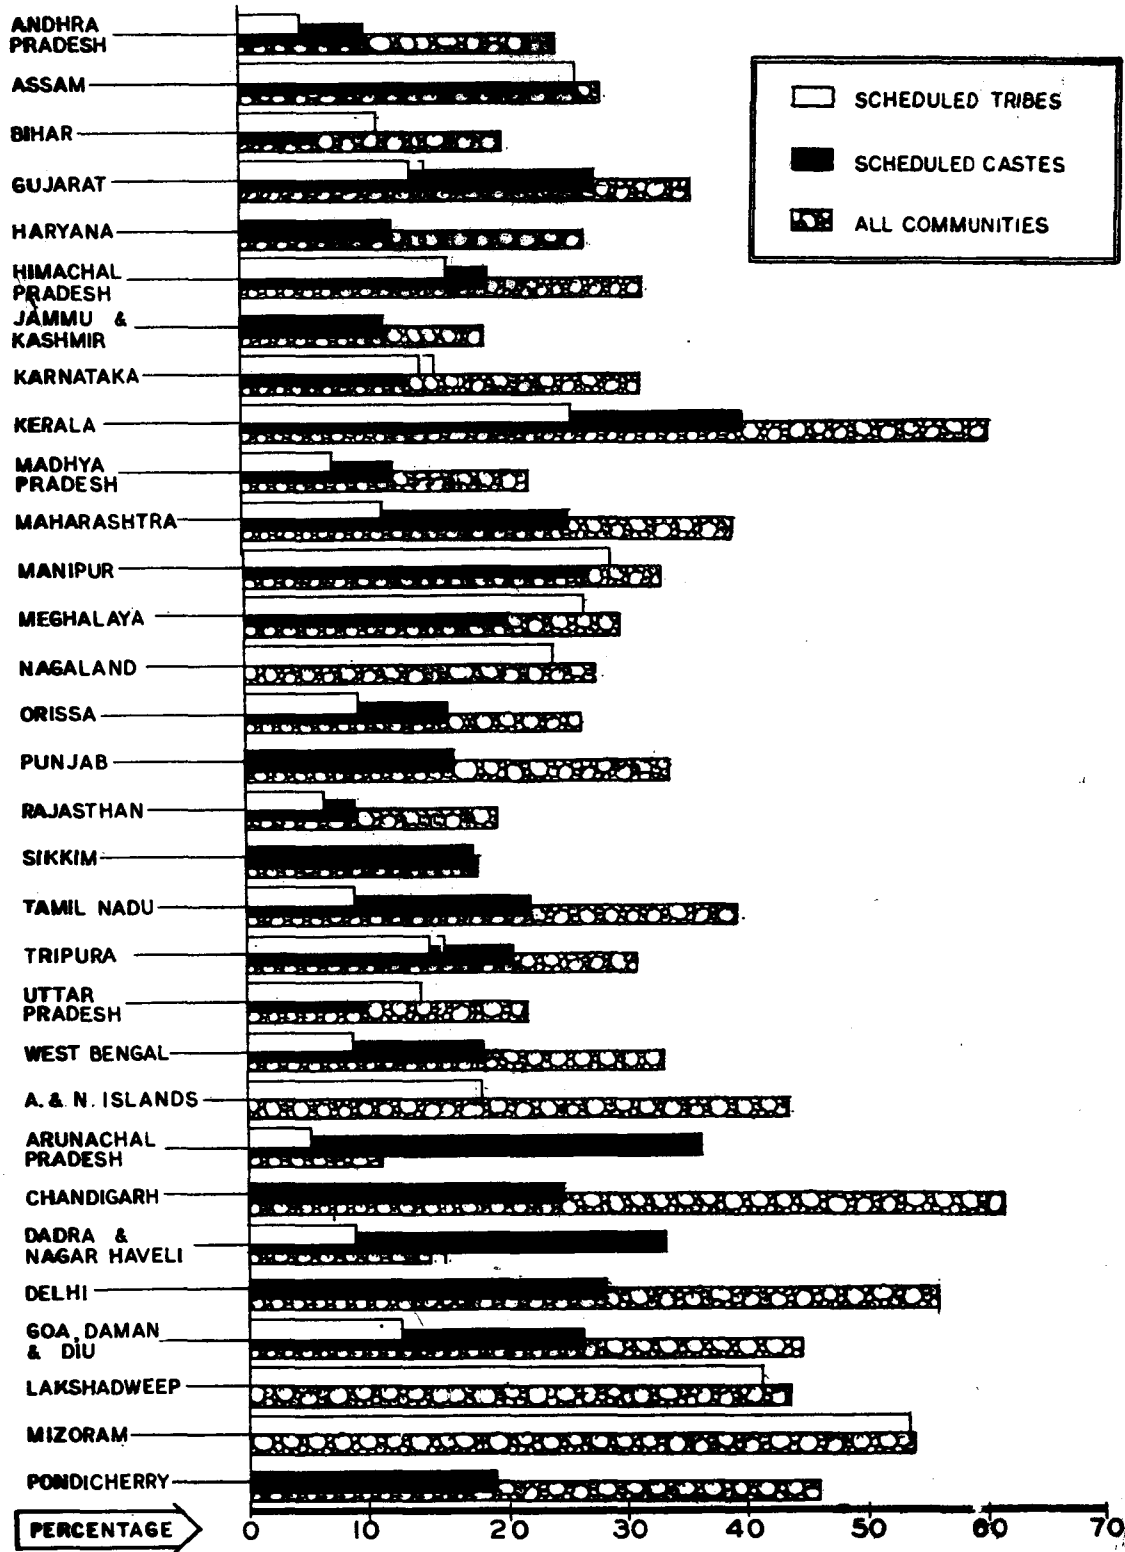 ANDHRA
PRADESH
ASSAM
BIHAR
GUJARAT
HARYANA
HIMACHAL
PRADESH
JAMMU &
KASHMIR
KARNATAKA
KERALA
MADHYA
PRADESH
MAHARASHTRA
MANIPUR
MEGHALAYA
NAGALAND
ORISSA
PUNJAB
RAJASTHAN
SIKKIM
TAMIL NADU
TRIPURA
UTTAR
PRADESH
WEST BENGAL
A. & N. ISLANDS
ARUNACHAL
PRADESH
CHANDIGARH
DADRA &
NAGAR HAVELI
DELHI
GOA, DAMAN
& DIU
LAKSHADWEEP
MIZORAM
PONDICHERRY
SCHEDULED TRIBES
SCHEDULED CASTES
ALL COMMUNITIES
PERCENTAGE 0 10 20 30 40 50 60 70